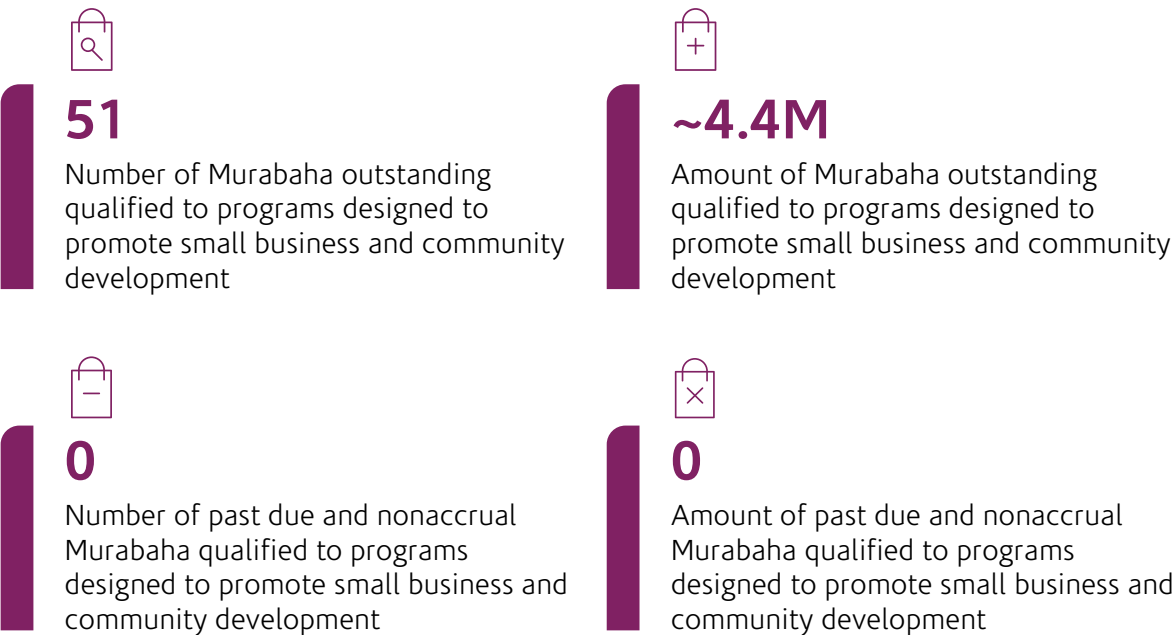 51
Number of Murabaha outstanding
qualified to programs designed to
promote small business and community
development
~4.4M
Amount of Murabaha outstanding
qualified to programs designed to
promote small business and community
development
0
Number of past due and nonaccrual
Murabaha qualified to programs
designed to promote small business and
community development
0
Amount of past due and nonaccrual
Murabaha qualified to programs
designed to promote small business and
community development